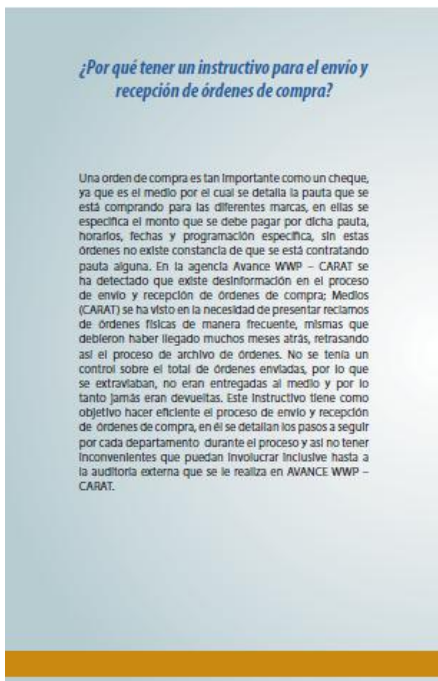 ¿Por qué tener un instructivo para el envío y
recepción de órdenes de compra?
Una orden de compra es tan importante como un cheque,
ya que es el medio por el cual se detalla la pauta que se
está comprando para las diferentes marcas, en ellas se
especifica el monto que se debe pagar por dicha pauta,
horarios, fechas y programación específica, sin estas
órdenes no existe constancia de que se está contratando
pauta alguna. En la agencia Avance WWP – CARAT se
ha detectado que existe desinformación en el proceso
de envío y recepción de órdenes de compra; Medios
(CARAT) se ha visto en la necesidad de presentar reclamos
de órdenes físicas de manera frecuente, mismas que
debieron haber llegado muchos meses atrás, retrasando
así el proceso de archivo de órdenes. No se tenía un
control sobre el total de órdenes enviadas, por lo que
se extraviaban, no eran entregadas al medio y por lo
tanto jamás eran devueltas. Este instructivo tiene como
objetivo hacer eficiente el proceso de envío y recepción
de órdenes de compra, en él se detallan los pasos a seguir
por cada departamento durante el proceso y así no tener
inconvenientes que puedan involucrar inclusive hasta a
la auditoría externa que se le realiza en AVANCE WWP –
CARAT.